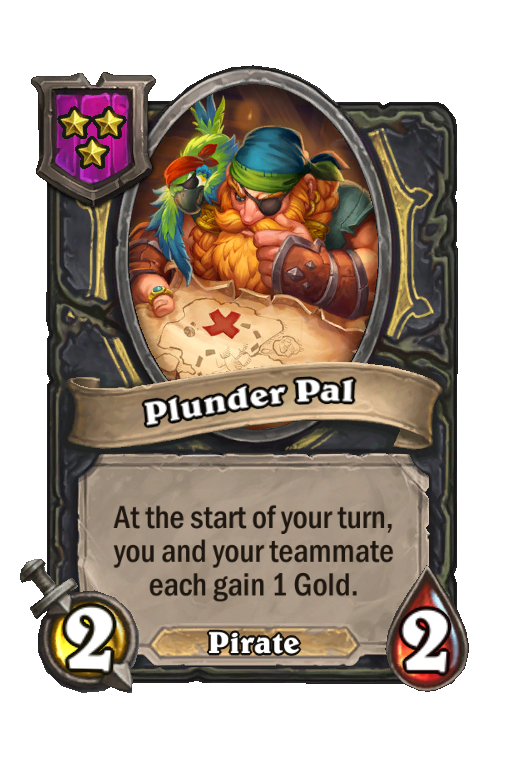 Plunder Pal
At the start of your turn,
you and your teammate
each gain 1 Gold.
2
Pirate
2